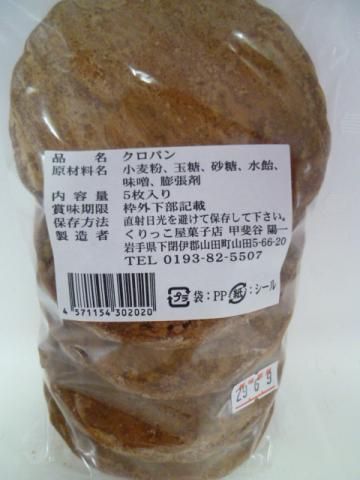 品 名 クロパン
原材料名 小麦粉、玉糖、砂糖、水飴、
味噌、膨張剤
内容量 5枚入り
賞味期限 枠外下部記載
保存方法 直射日光を避けて保存して下さい。
製造者 くりっこ屋菓子店 甲斐谷 陽一
岩手県下閉伊郡山田町山田5-66-20
TEL 0193-82-5507
4 571154 302020
プラ 袋:PP 紙:シール
29.6.9